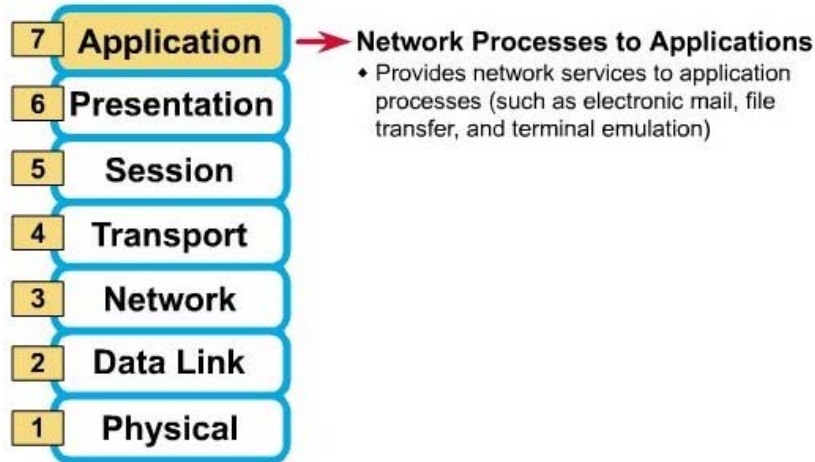 7 Application
Network Processes to Applications
◆ Provides network services to application
processes (such as electronic mail, file
transfer, and terminal emulation)
6 Presentation
5 Session
4 Transport
3 Network
2 Data Link
1 Physical